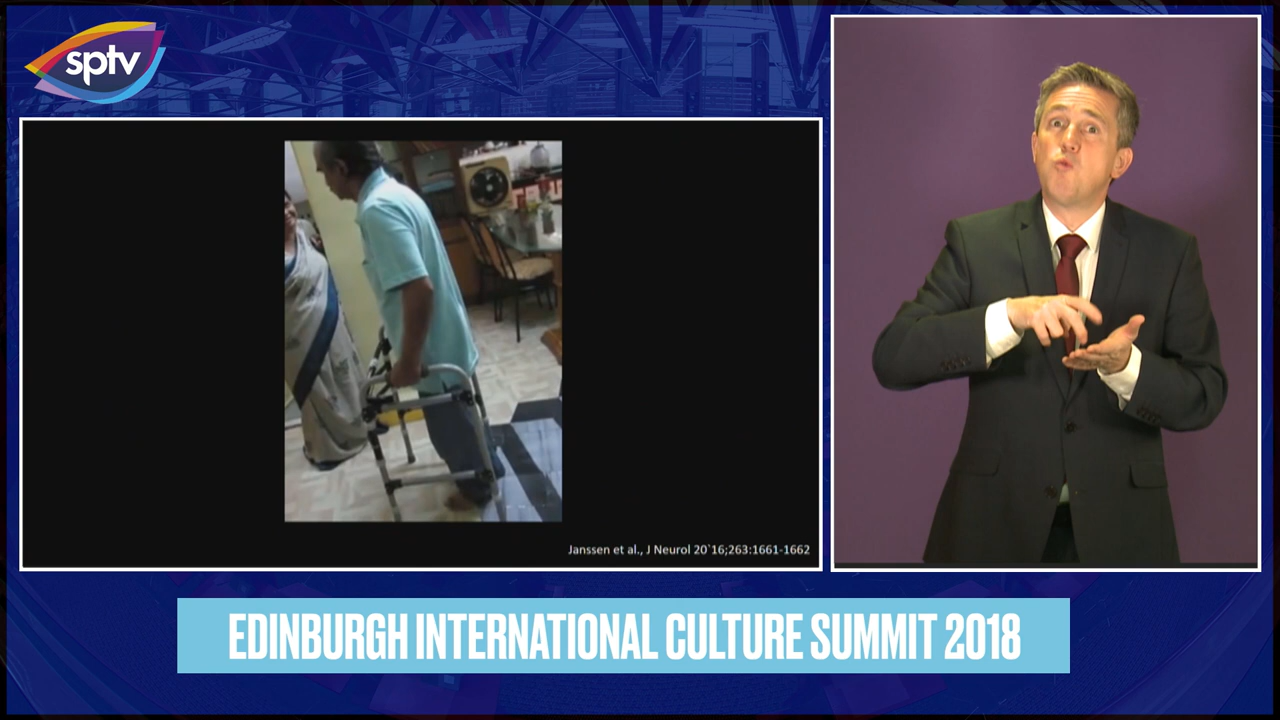 sptv
Janssen et al., J Neurol 20`16;263:1661-1662
EDINBURGH INTERNATIONAL CULTURE SUMMIT 2018